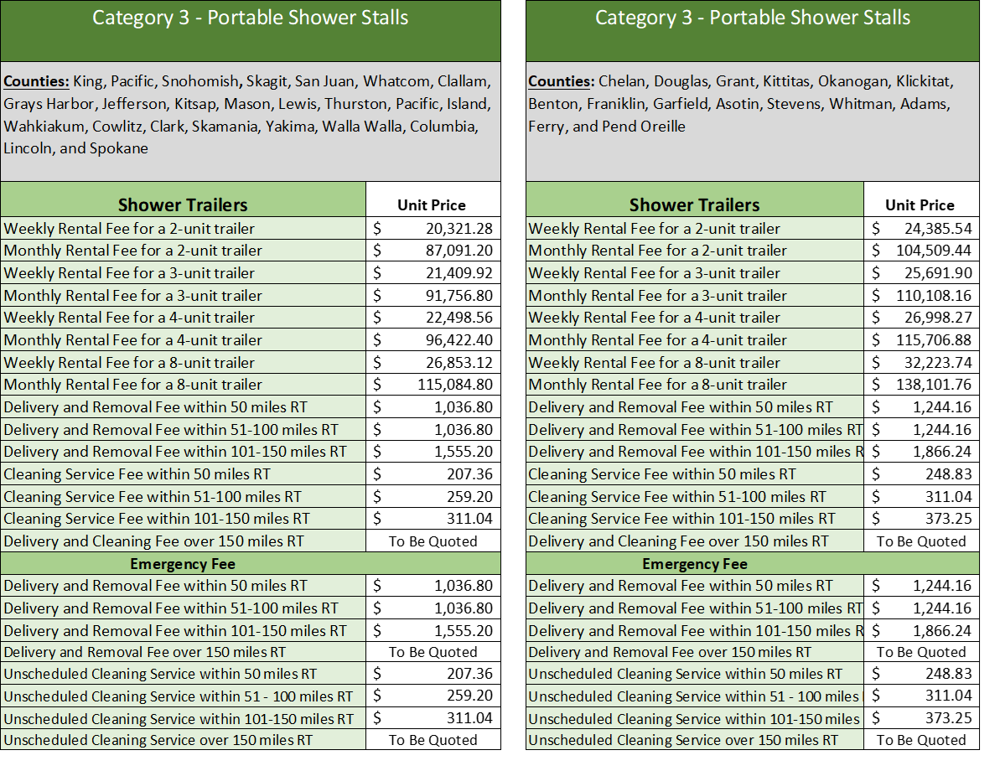 Category 3 - Portable Shower Stalls
Counties: King, Pacific, Snohomish, Skagit, San Juan, Whatcom, Clallam,
Grays Harbor, Jefferson, Kitsap, Mason, Lewis, Thurston, Pacific, Island,
Wahkiakum, Cowlitz, Clark, Skamania, Yakima, Walla Walla, Columbia,
Lincoln, and Spokane
Shower Trailers Unit Price
Weekly Rental Fee for a 2-unit trailer $ 20,321.28
Monthly Rental Fee for a 2-unit trailer $ 87,091.20
Weekly Rental Fee for a 3-unit trailer $ 21,409.92
Monthly Rental Fee for a 3-unit trailer $ 91,756.80
Weekly Rental Fee for a 4-unit trailer $ 22,498.56
Monthly Rental Fee for a 4-unit trailer $ 96,422.40
Weekly Rental Fee for a 8-unit trailer $ 26,853.12
Monthly Rental Fee for a 8-unit trailer $ 115,084.80
Delivery and Removal Fee within 50 miles RT $ 1,036.80
Delivery and Removal Fee within 51-100 miles RT $ 1,036.80
Delivery and Removal Fee within 101-150 miles RT $ 1,555.20
Cleaning Service Fee within 50 miles RT $ 207.36
Cleaning Service Fee within 51-100 miles RT $ 259.20
Cleaning Service Fee within 101-150 miles RT $ 311.04
Delivery and Cleaning Fee over 150 miles RT To Be Quoted
Emergency Fee
Delivery and Removal Fee within 50 miles RT $ 1,036.80
Delivery and Removal Fee within 51-100 miles RT $ 1,036.80
Delivery and Removal Fee within 101-150 miles RT $ 1,555.20
Delivery and Removal Fee over 150 miles RT To Be Quoted
Unscheduled Cleaning Service within 50 miles RT $ 207.36
Unscheduled Cleaning Service within 51 - 100 miles RT $ 259.20
Unscheduled Cleaning Service within 101-150 miles RT $ 311.04
Unscheduled Cleaning Service over 150 miles RT To Be Quoted
Category 3 - Portable Shower Stalls
Counties: Chelan, Douglas, Grant, Kittitas, Okanogan, Klickitat,
Benton, Franiklin, Garfield, Asotin, Stevens, Whitman, Adams,
Ferry, and Pend Oreille
Shower Trailers Unit Price
Weekly Rental Fee for a 2-unit trailer $ 24,385.54
Monthly Rental Fee for a 2-unit trailer $ 104,509.44
Weekly Rental Fee for a 3-unit trailer $ 25,691.90
Monthly Rental Fee for a 3-unit trailer $ 110,108.16
Weekly Rental Fee for a 4-unit trailer $ 26,998.27
Monthly Rental Fee for a 4-unit trailer $ 115,706.88
Weekly Rental Fee for a 8-unit trailer $ 32,223.74
Monthly Rental Fee for a 8-unit trailer $ 138,101.76
Delivery and Removal Fee within 50 miles RT $ 1,244.16
Delivery and Removal Fee within 51-100 miles RT $ 1,244.16
Delivery and Removal Fee within 101-150 miles R $ 1,866.24
Cleaning Service Fee within 50 miles RT $ 248.83
Cleaning Service Fee within 51-100 miles RT $ 311.04
Cleaning Service Fee within 101-150 miles RT $ 373.25
Delivery and Cleaning Fee over 150 miles RT To Be Quoted
Emergency Fee
Delivery and Removal Fee within 50 miles RT $ 1,244.16
Delivery and Removal Fee within 51-100 miles RT $ 1,244.16
Delivery and Removal Fee within 101-150 miles R $ 1,866.24
Delivery and Removal Fee over 150 miles RT To Be Quoted
Unscheduled Cleaning Service within 50 miles RT $ 248.83
Unscheduled Cleaning Service within 51 - 100 miles $ 311.04
Unscheduled Cleaning Service within 101-150 miles $ 373.25
Unscheduled Cleaning Service over 150 miles RT To Be Quoted